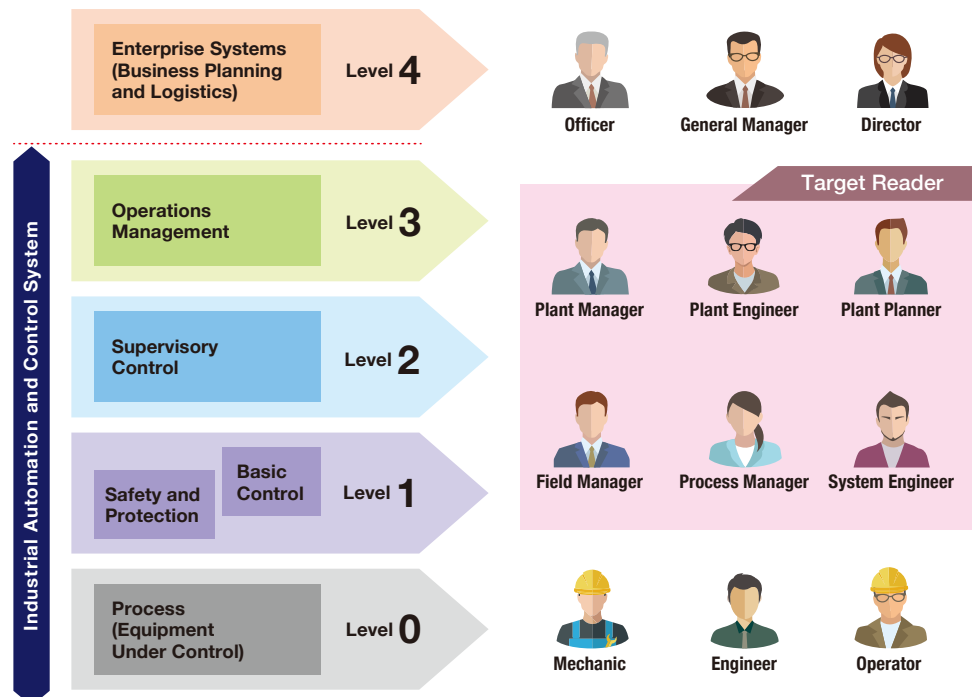 Enterprise Systems
(Business Planning
and Logistics)
Level 4
Officer
General Manager
Director
Industrial Automation and Control System
Target Reader
Operations
Management
Level 3
Plant Manager
Plant Engineer
Plant Planner
Supervisory
Control
Level 2
Field Manager
Process Manager
System Engineer
Safety and
Protection
Basic
Control
Level 1
Process
(Equipment
Under Control)
Level 0
Mechanic
Engineer
Operator